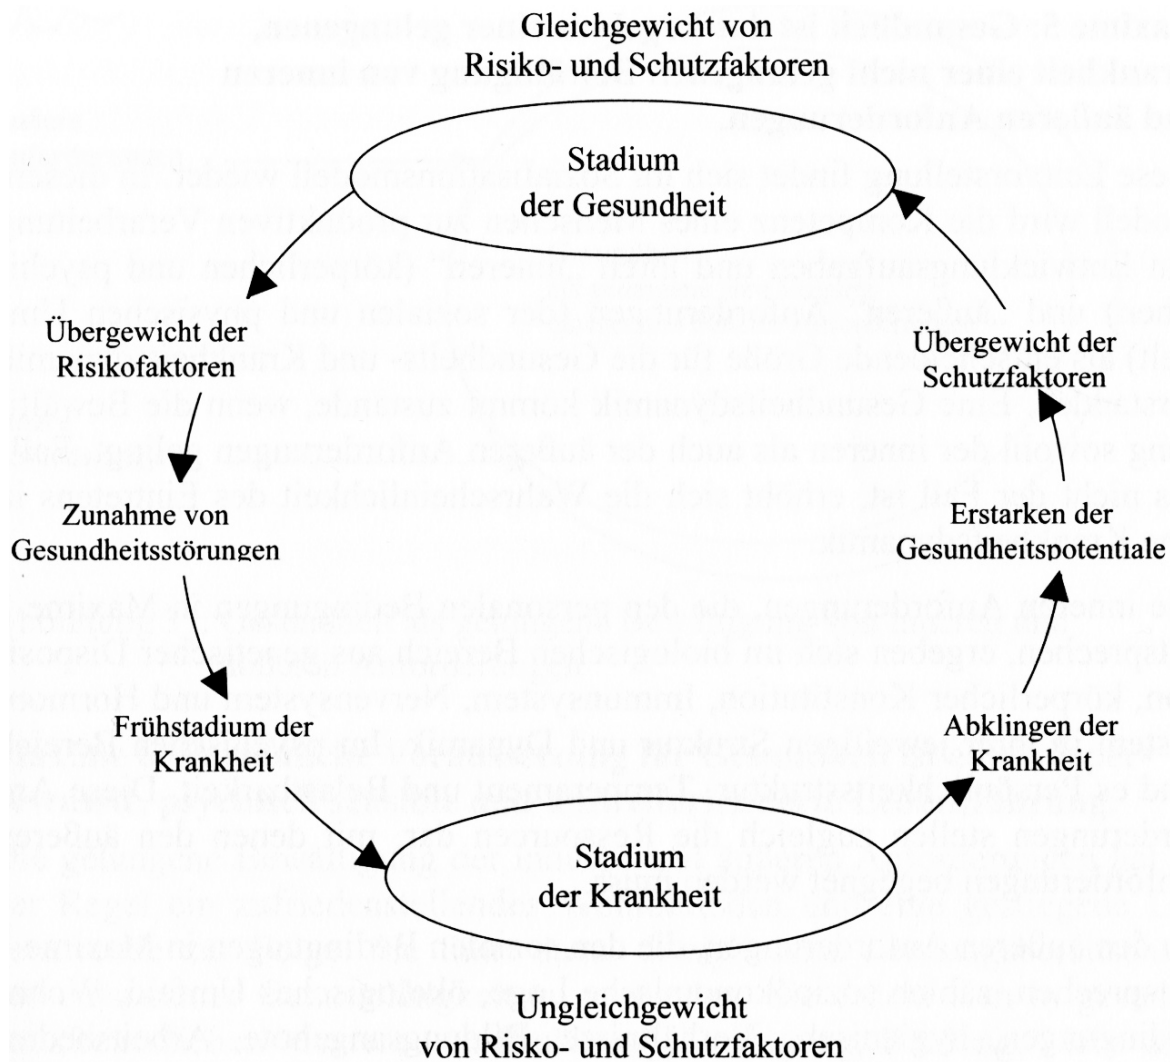 Gleichgewicht von
Risiko- und Schutzfaktoren
Stadium
der Gesundheit
Übergewicht der
Risikofaktoren
Übergewicht der
Schutzfaktoren
Zunahme von
Gesundheitsstörungen
Erstarken der
Gesundheitspotentiale
Frühstadium der
Krankheit
Abklingen der
Krankheit
Stadium
der Krankheit
Ungleichgewicht
von Risko- und Schutzfaktoren